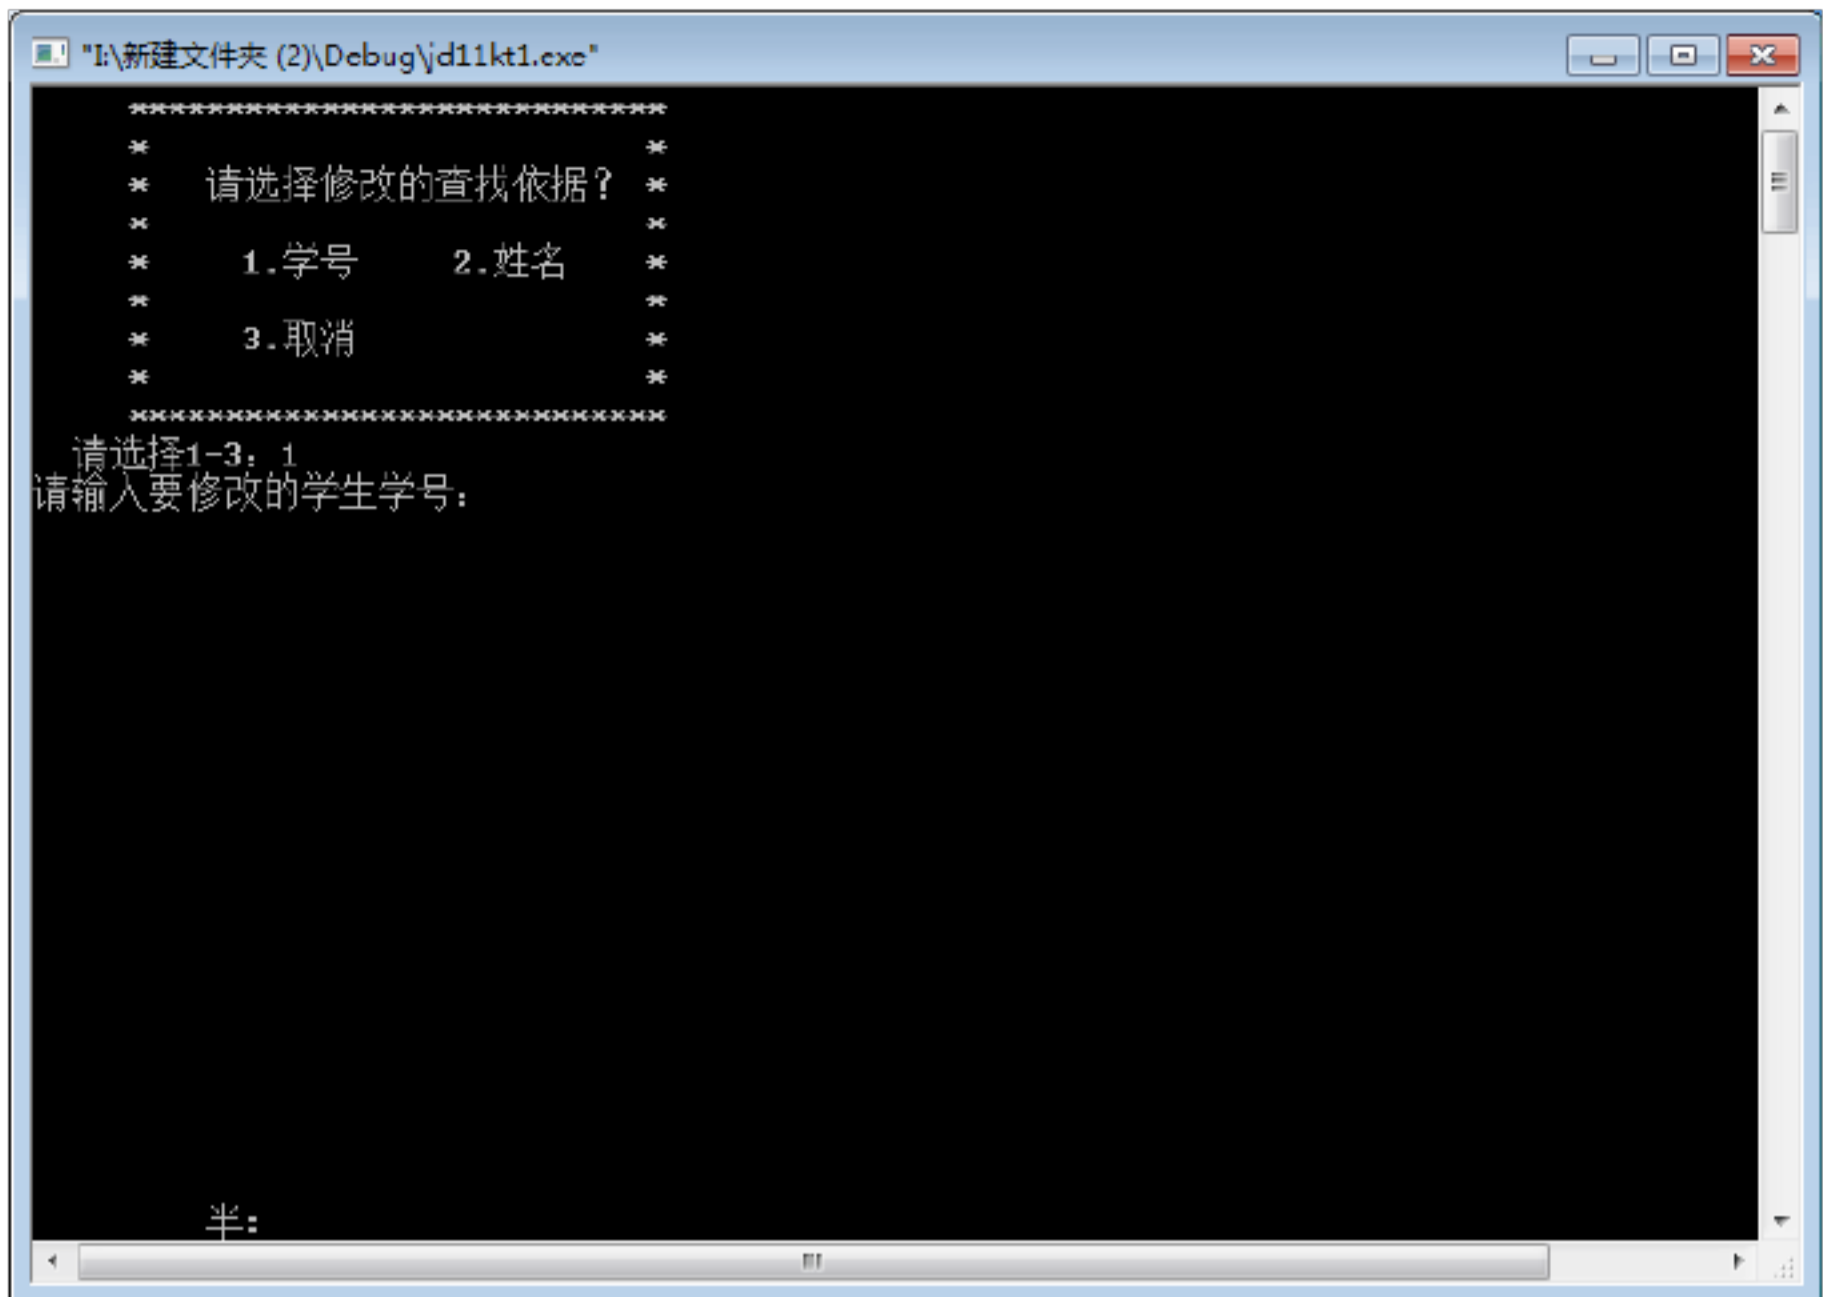 "I:\新建文件夹 (2)\Debug\jd11kt1.exe"
****************************
* *
* 请选择修改的查找依据? *
* *
* 1.学号 2.姓名 *
* *
* 3.取消 *
* *
****************************
请选择1-3: 1
请输入要修改的学生学号:
半: